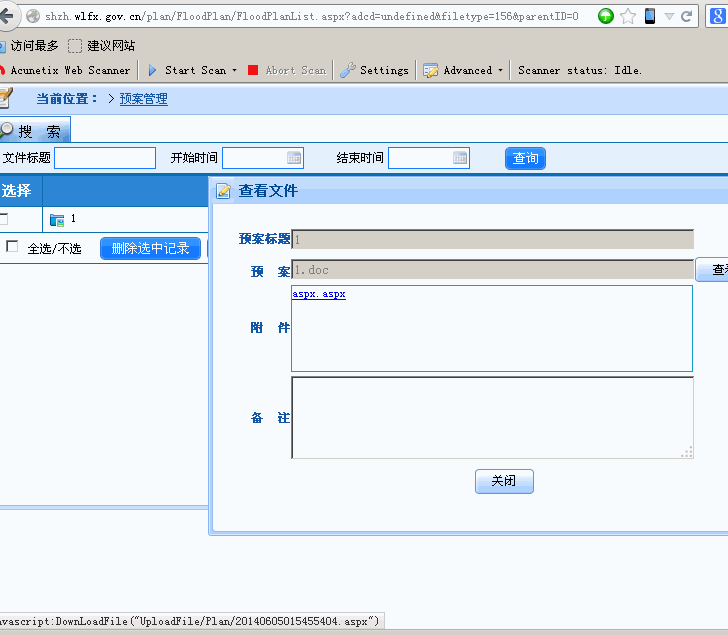 shzh.wlfx.gov.cn/plan/FloodPlan/FloodPlanList.aspx?adcd=undefined&filetype=156&parentID=0
访问最多 建议网站
Acunetix Web Scanner Start Scan Abort Scan Settings Advanced Scanner status: Idle.
当前位置： > 预案管理
搜 索
文件标题 开始时间 结束时间 查询
选择 查看文件
1
全选/不选 删除选中记录
预案标题 1
预 案 1.doc 查
附 件 aspx.aspx
备 注
关闭
avascript:DownLoadFile("UploadFile/Plan/20140605015455404.aspx")